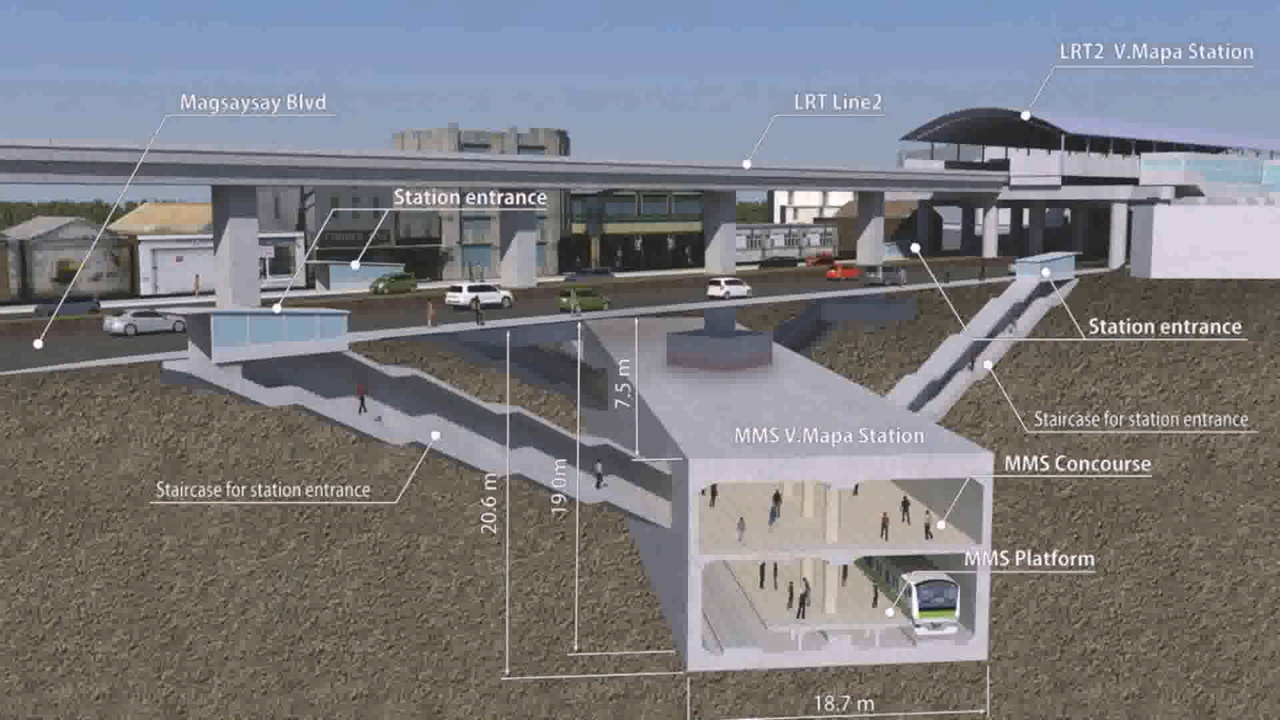 LRT2 V.Mapa Station
Magsaysay Blvd
LRT Line2
Station entrance
Station entrance
7.5 m
Staircase for station entrance
MMS V.Mapa Station
MMS Concourse
Staircase for station entrance
20.6 m
19.0m
MMS Platform
18.7 m